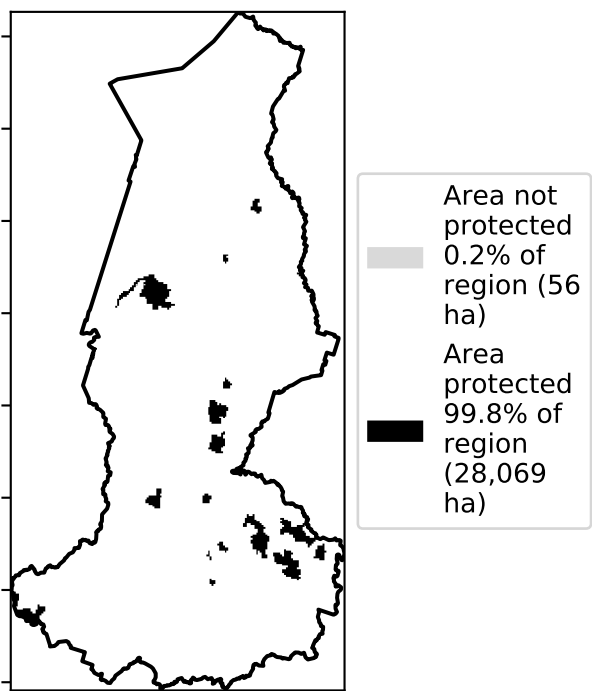 Area not
protected
0.2% of
region (56
ha)
Area
protected
99.8% of
region
(28,069
ha)